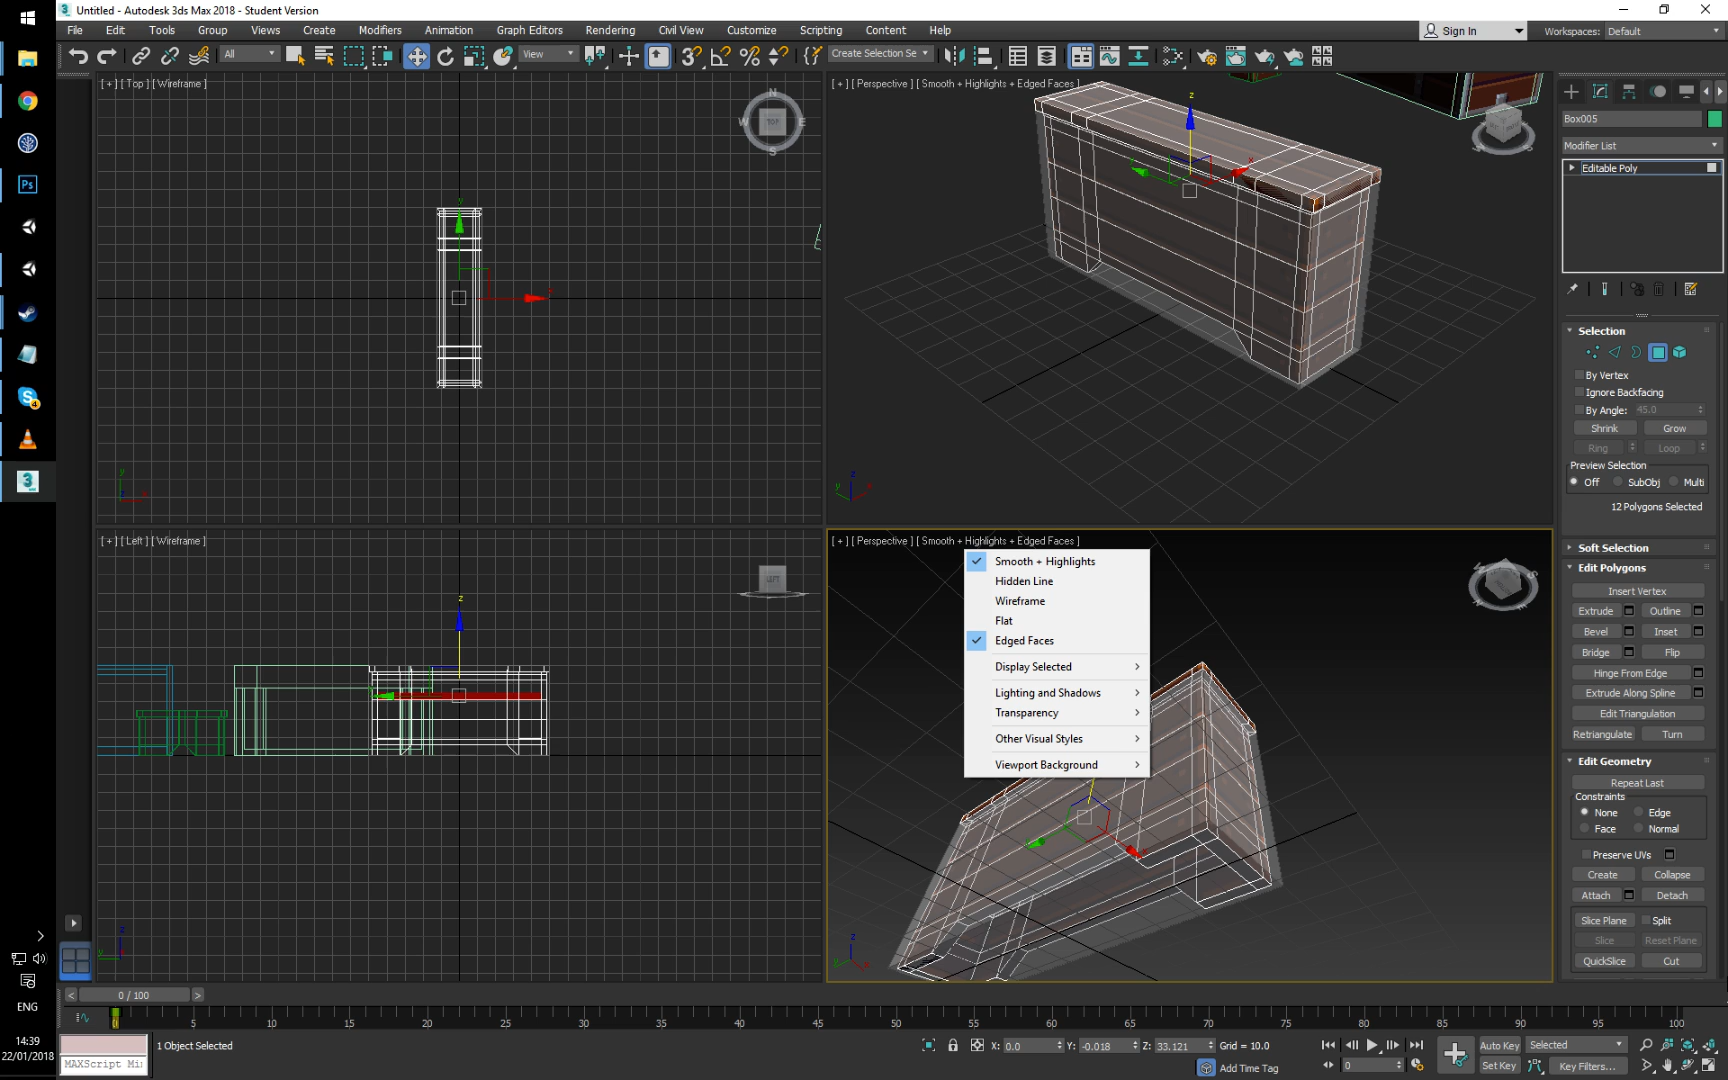 Untitled - Autodesk 3ds Max 2018 - Student Version
File Edit Tools Group Views Create Modifiers Animation Graph Editors Rendering Civil View Customize Scripting Content Help
Sign In Workspaces: Default
All View Create Selection Se
[ + ] [ Top ] [ Wireframe ]
[ + ] [ Perspective ] [ Smooth + Highlights + Edged Faces ]
N
W TOP E
S
Box005
Modifier List
Editable Poly
Ps
Selection
By Vertex
Ignore Backfacing
By Angle: 45.0
Shrink Grow
Ring Loop
Preview Selection
Off SubObj Multi
12 Polygons Selected
[ + ] [ Left ] [ Wireframe ]
LEFT
[ + ] [ Perspective ] [ Smooth + Highlights + Edged Faces ]
Smooth + Highlights
Hidden Line
Wireframe
Flat
Edged Faces
Display Selected
Lighting and Shadows
Transparency
Other Visual Styles
Viewport Background
Soft Selection
Edit Polygons
Insert Vertex
Extrude Outline
Bevel Inset
Bridge Flip
Hinge From Edge
Extrude Along Spline
Edit Triangulation
Retriangulate Turn
Edit Geometry
Repeat Last
Constraints
None Edge
Face Normal
Preserve UVs
Create Collapse
Attach Detach
Slice Plane Split
Slice Reset Plane
QuickSlice Cut
0 / 100
0 5 10 15 20 25 30 35 40 45 50 55 60 65 70 75 80 85 90 95 100
ENG
14:39
22/01/2018
1 Object Selected
MAXScript Mi
X: 0.0 Y: -0.018 Z: 33.121 Grid = 10.0
Add Time Tag
0
Auto Key Selected
Set Key Key Filters...